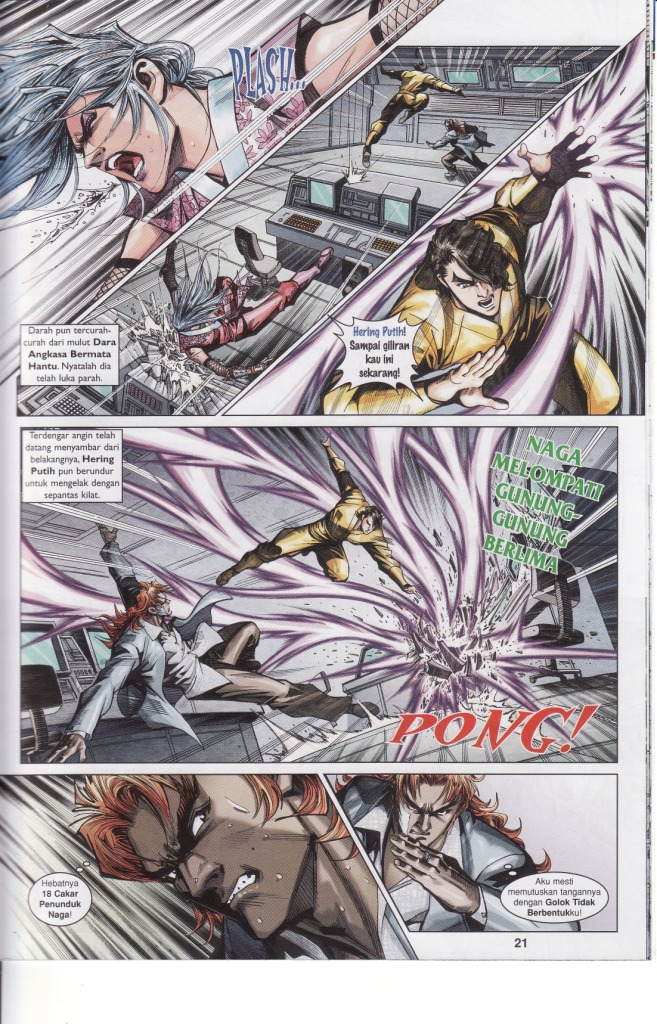 PLASH...
Darah pun tercurah-
curah dari mulut Dara
Angkasa Bermata
Hantu. Nyatalah dia
telah luka parah.
Hering Putih!
Sampai giliran
kau ini
sekarang!
Terdengar angin telah
datang menyambar dari
belakangnya, Hering
Putih pun berundur
untuk mengelak dengan
sepantas kilat.
NAGA
MELOMPATI
GUNUNG-
GUNUNG
BERLIMA
PONG!
Hebatnya
18 Cakar
Penunduk
Naga!
Aku mesti
memutuskan tangannya
dengan Golok Tidak
Berbentukku!
21